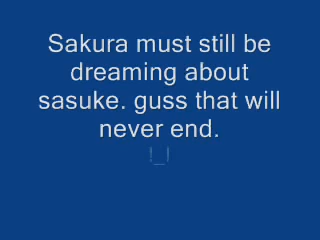 Sakura must still be
dreaming about
sasuke. guss that will
never end.
!_!